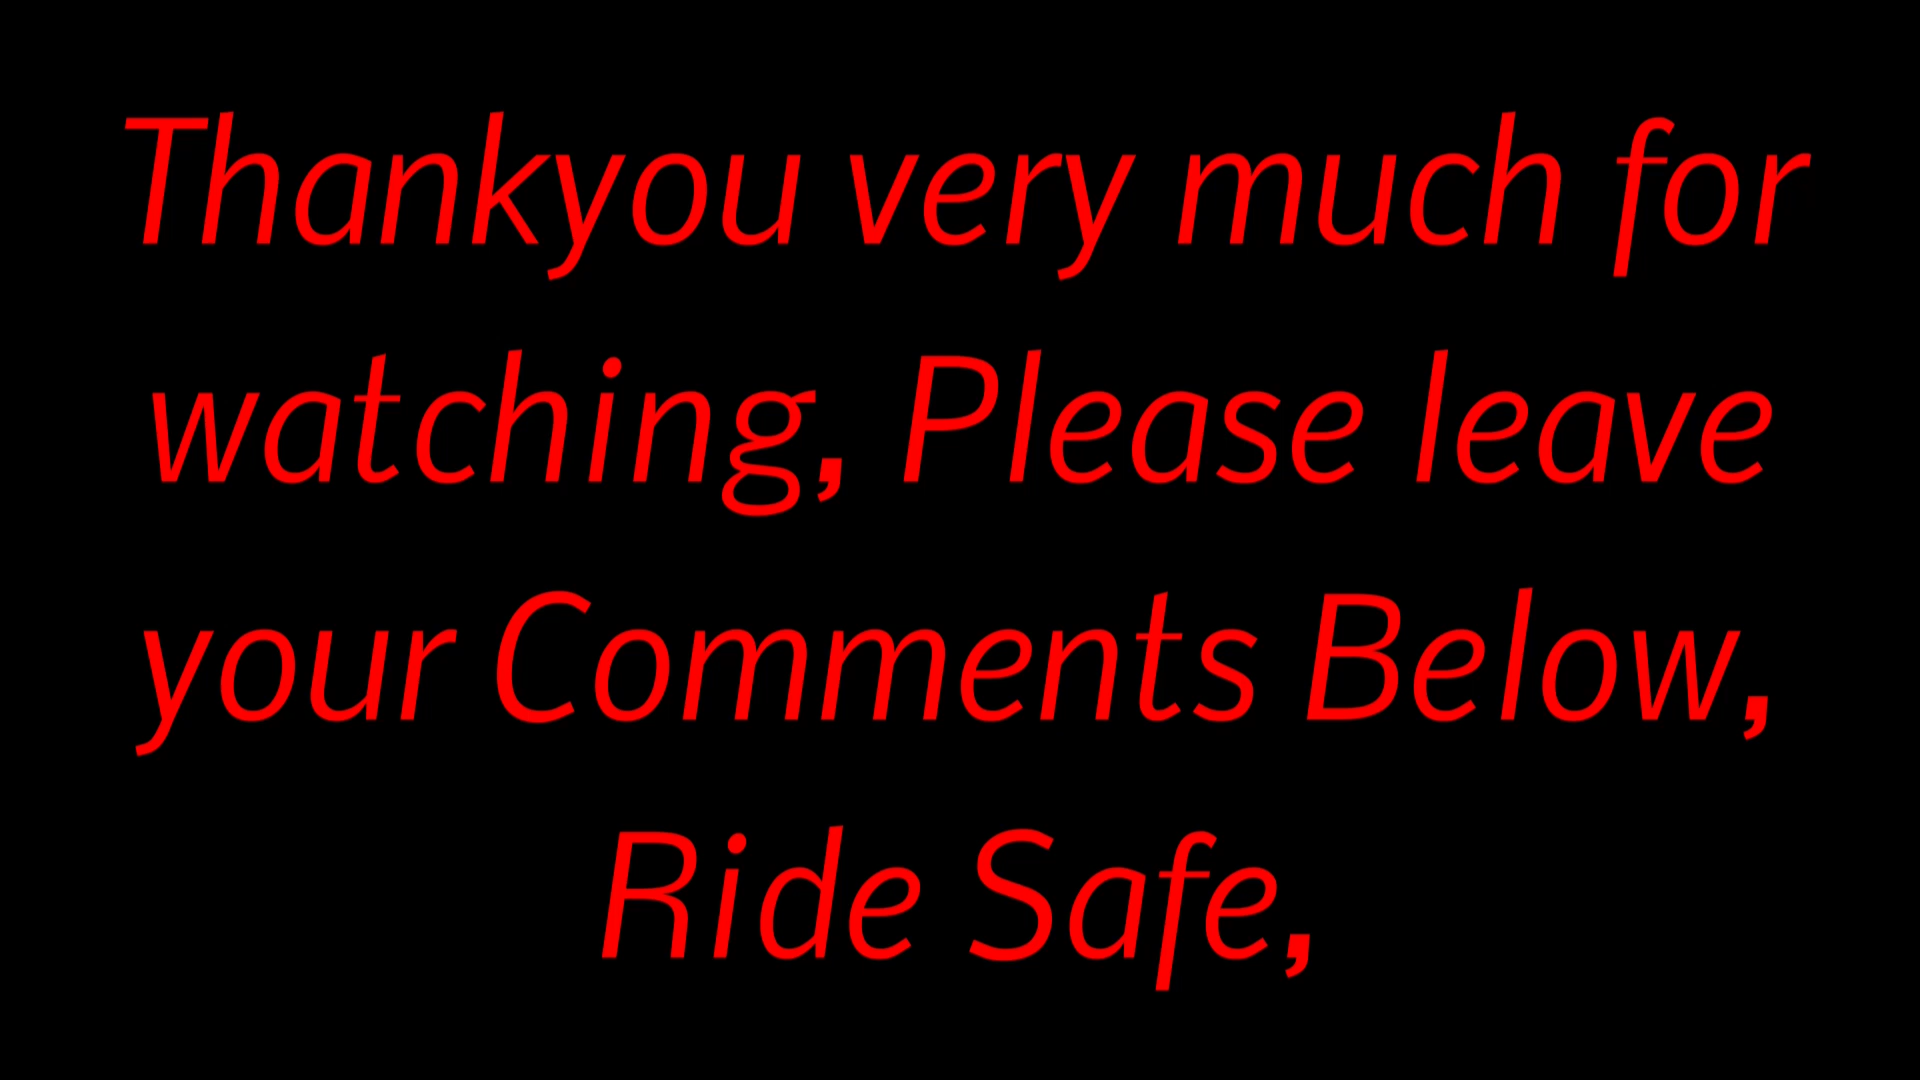 Thankyou very much for
watching, Please leave
your Comments Below,
Ride Safe,